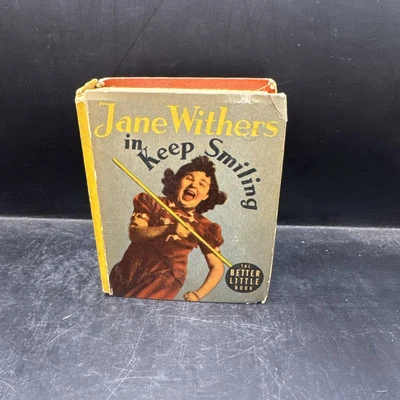 Jane Withers
in Keep Smiling
THE
BETTER
LITTLE
BOOK